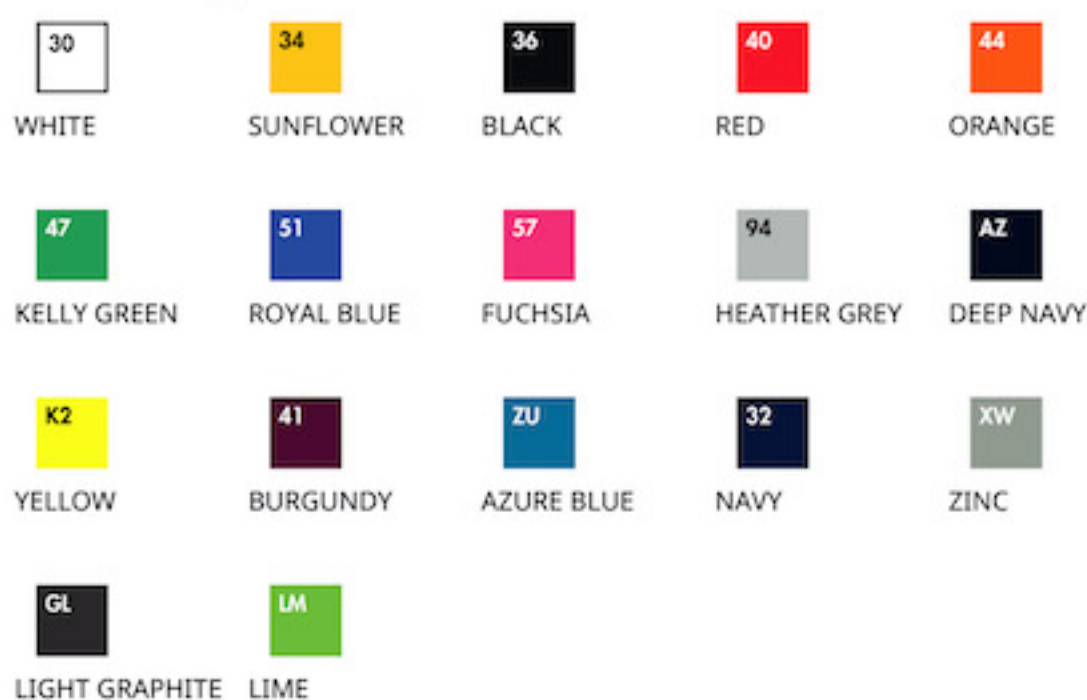 30 34 36 40 44
WHITE SUNFLOWER BLACK RED ORANGE
47 51 57 94 AZ
KELLY GREEN ROYAL BLUE FUCHSIA HEATHER GREY DEEP NAVY
K2 41 ZU 32 XW
YELLOW BURGUNDY AZURE BLUE NAVY ZINC
GL LM
LIGHT GRAPHITE LIME